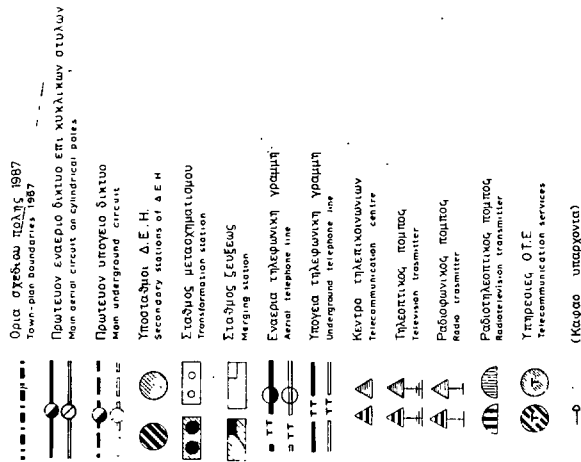 Ορια σχεδιου πολης 1987
Town-plan boundaries 1987
Πρωτευον εναεριο δικτυο επι κυκλικων στυλων
Main aerial circuit on cylindrical poles
Πρωτευον υπογειο δικτυο
Main underground circuit
Υποσταθμοι Δ.Ε.Η.
Secondary stations of Δ Ε Η
Σταθμος μετασχηματισμου
Transformation station
Σταθμος ζευξεως
Merging station
Τ Τ
Τ Τ
Εναερια τηλεφωνικη γραμμη
Aerial telephone line
Τ Τ
Τ Τ
Υπογεια τηλεφωνικη γραμμη
Underground telephone line
Κεντρο τηλεπικοινωνιων
Telecommunication centre
Τηλεοπτικος πομπος
Television trasmitter
Ραδιοφωνικος πομπος
Radio trasmitter
Ραδιοτηλεοπτικος πομπος
Radiotelevision transmitter
Τ
Τ
Υπηρεσιες Ο.Τ.Ε
Telecommunication services
(Καφαο υπαρχοντα)